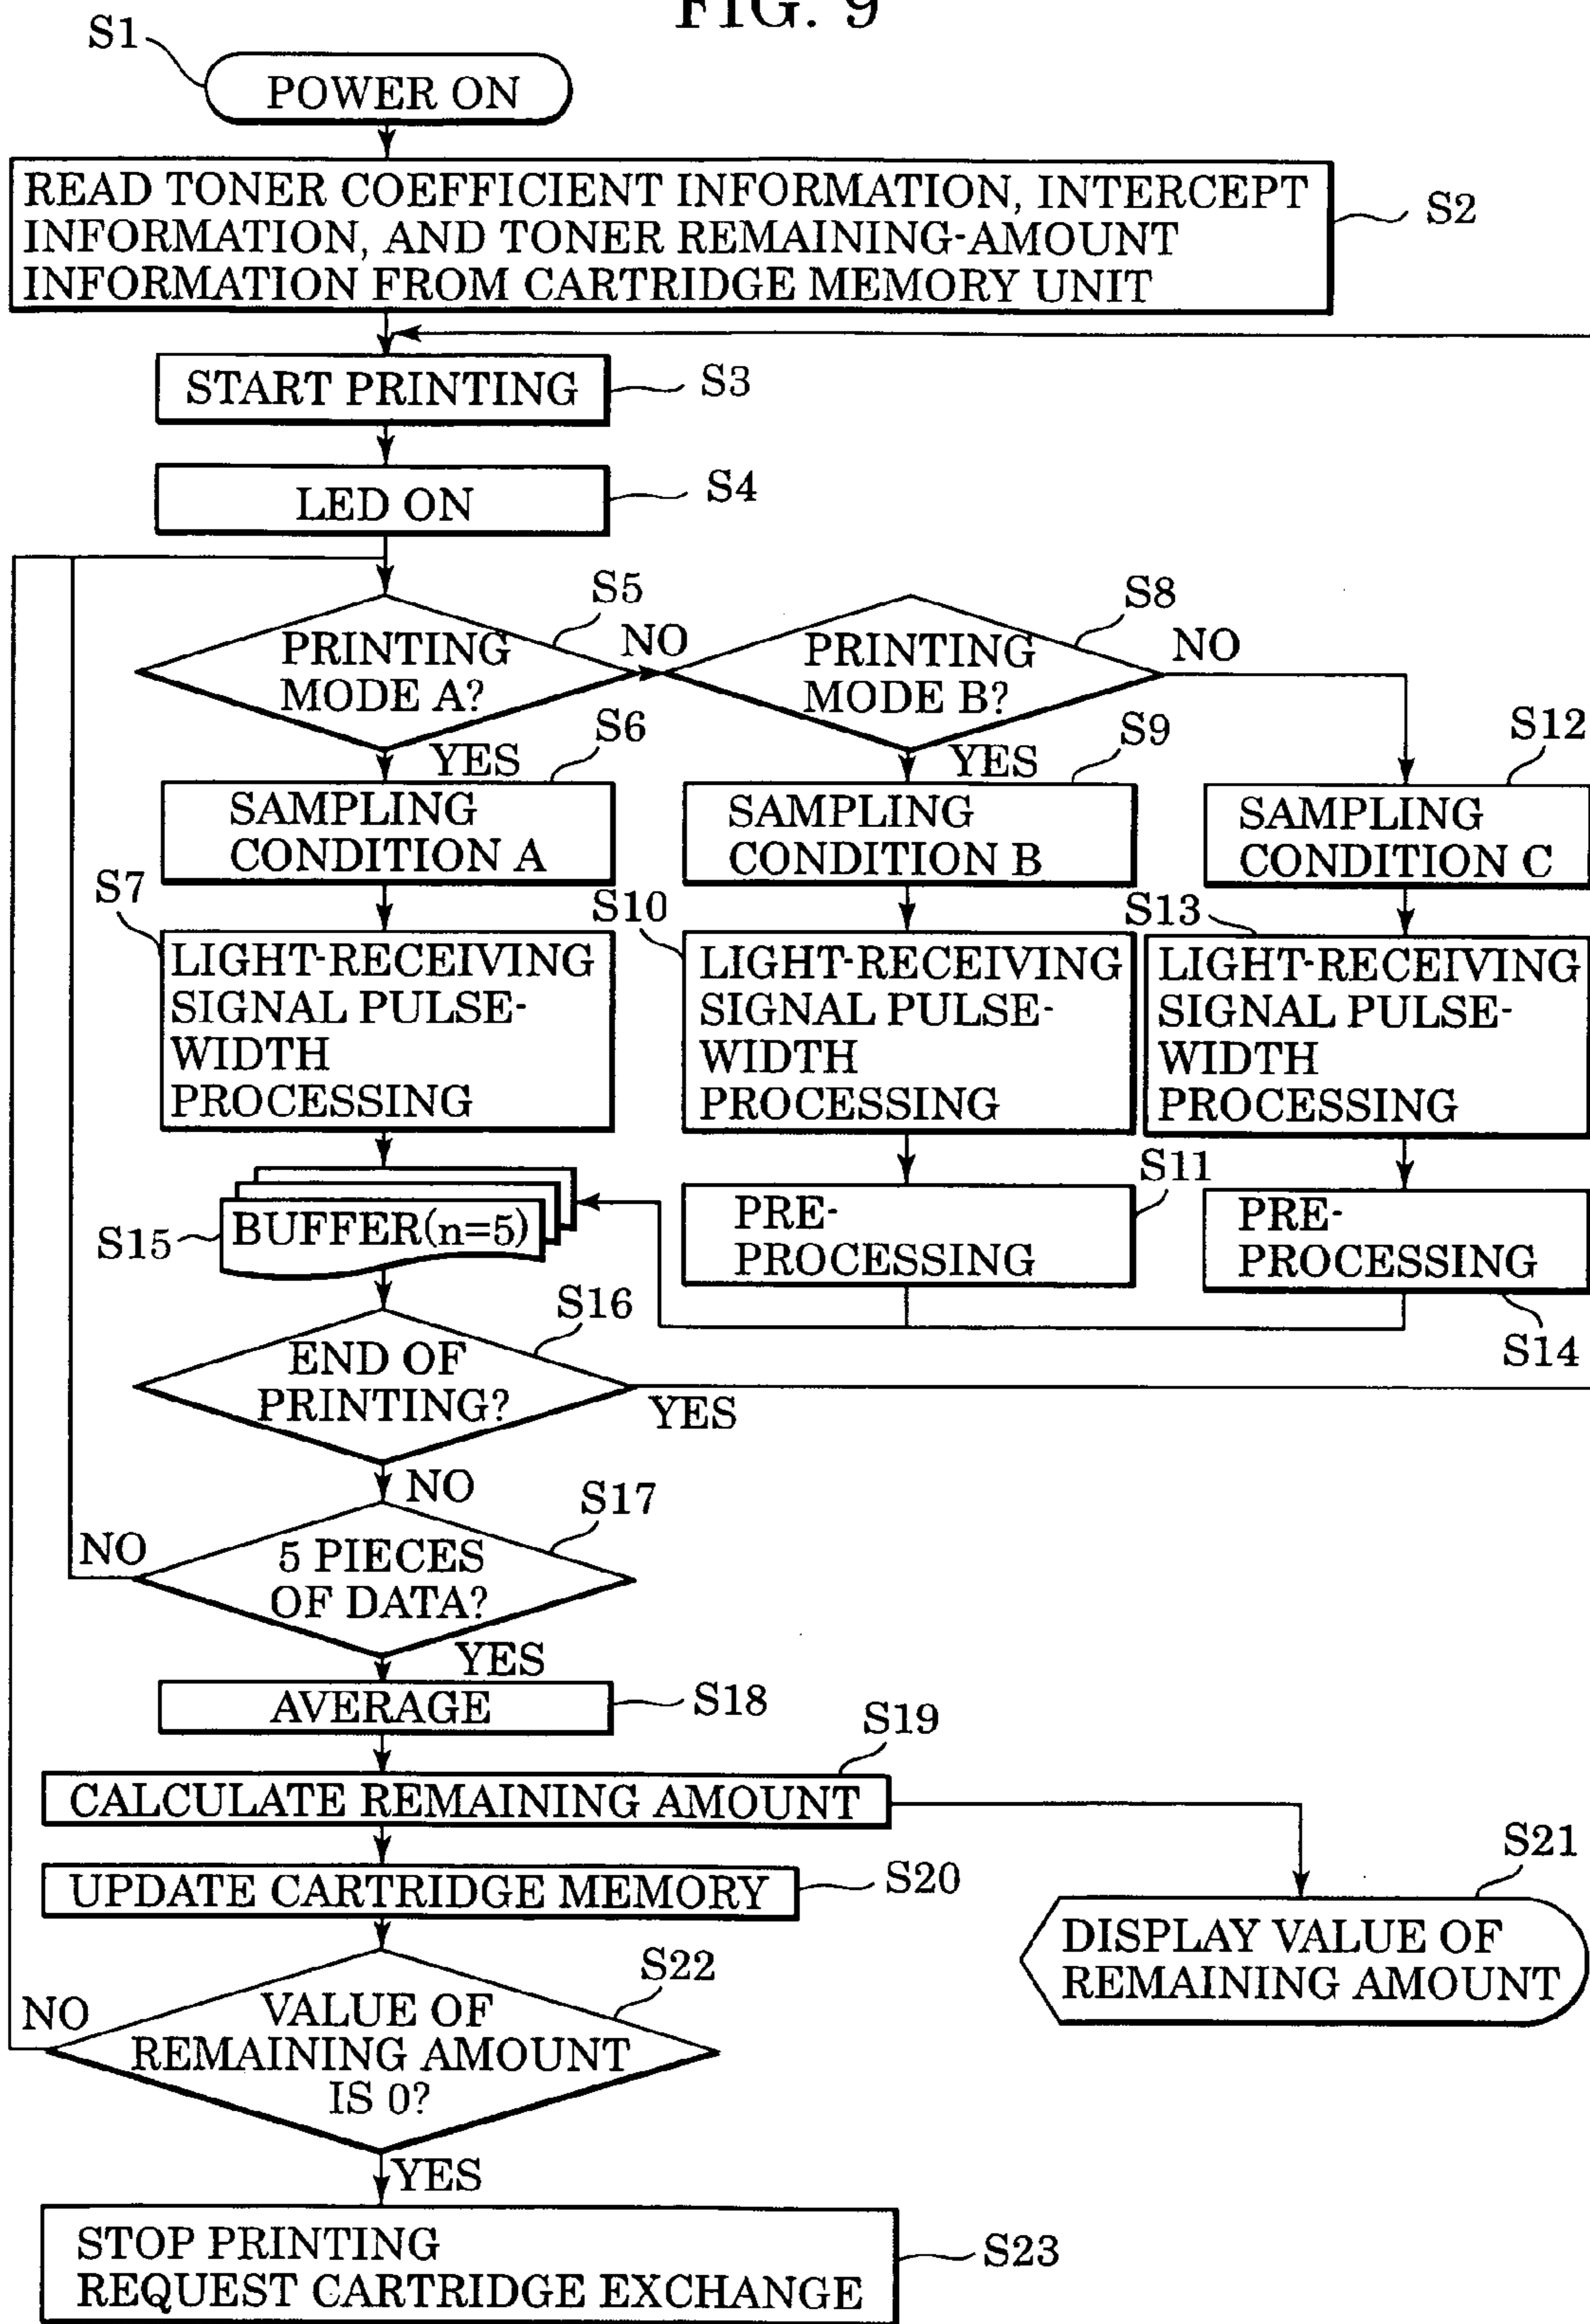 FIG. 9
S1
POWER ON
READ TONER COEFFICIENT INFORMATION, INTERCEPT
INFORMATION, AND TONER REMAINING-AMOUNT
INFORMATION FROM CARTRIDGE MEMORY UNIT
S2
START PRINTING
S3
LED ON
S4
S5
PRINTING
MODE A?
NO
S8
PRINTING
MODE B?
NO
YES
S6
SAMPLING
CONDITION A
YES
S9
SAMPLING
CONDITION B
S12
SAMPLING
CONDITION C
S7
LIGHT-RECEIVING
SIGNAL PULSE-
WIDTH
PROCESSING
S10
LIGHT-RECEIVING
SIGNAL PULSE-
WIDTH
PROCESSING
S13
LIGHT-RECEIVING
SIGNAL PULSE-
WIDTH
PROCESSING
S15
BUFFER(n=5)
S11
PRE-
PROCESSING
PRE-
PROCESSING
S14
S16
END OF
PRINTING?
YES
NO
S17
5 PIECES
OF DATA?
NO
YES
AVERAGE
S18
S19
CALCULATE REMAINING AMOUNT
UPDATE CARTRIDGE MEMORY
S20
S21
DISPLAY VALUE OF
REMAINING AMOUNT
S22
VALUE OF
REMAINING AMOUNT
IS 0?
NO
YES
STOP PRINTING
REQUEST CARTRIDGE EXCHANGE
S23